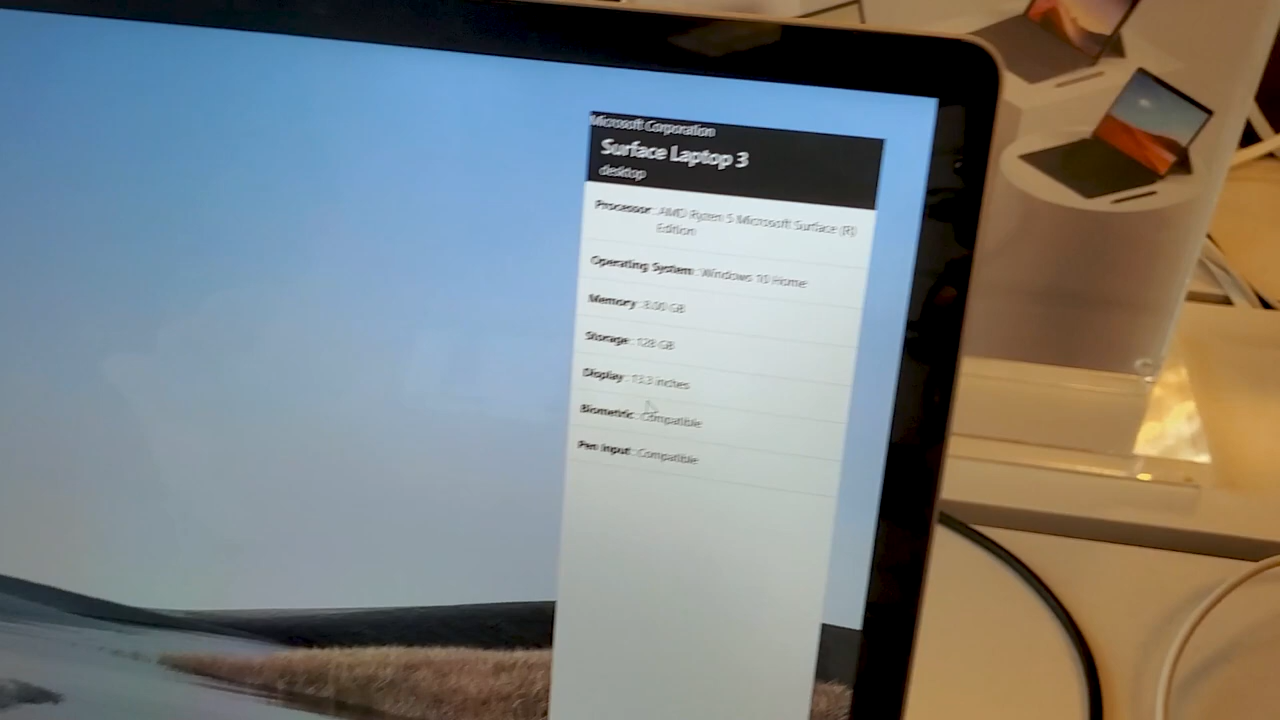 Microsoft Corporation
Surface Laptop 3
desktop
Processor: AMD Ryzen 5 Microsoft Surface (R)
Edition
Operating System: Windows 10 Home
Memory: 8.00 GB
Storage: 128 GB
Display: 13.3 inches
Biometric: Compatible
Pen Input: Compatible